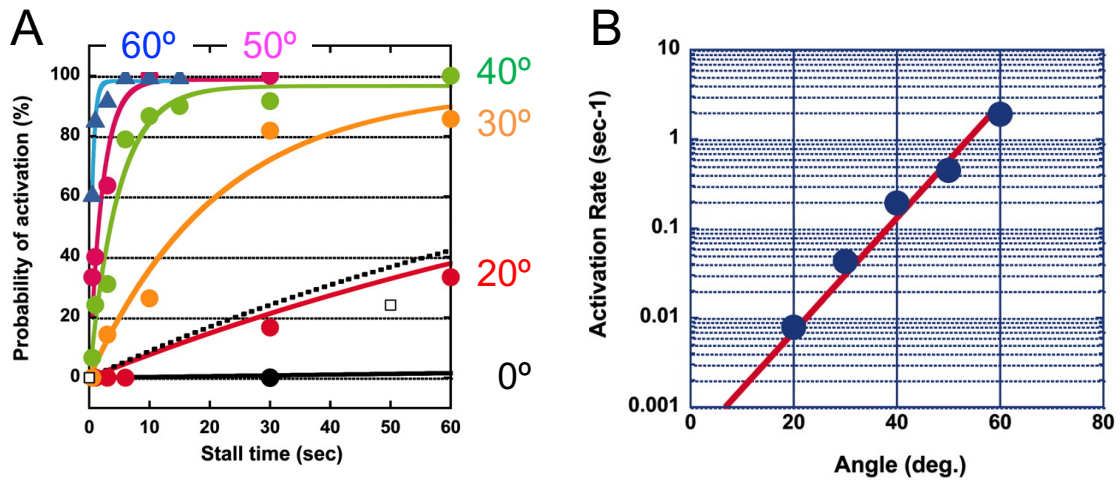 A
60º
50º
100
80
60
40
20
0
0
10
20
30
40
50
60
Probability of activation (%)
Stall time (sec)
40º
30º
20º
0º
B
10
1
0.1
0.01
0.001
0
20
40
60
80
Activation Rate (sec-1)
Angle (deg.)